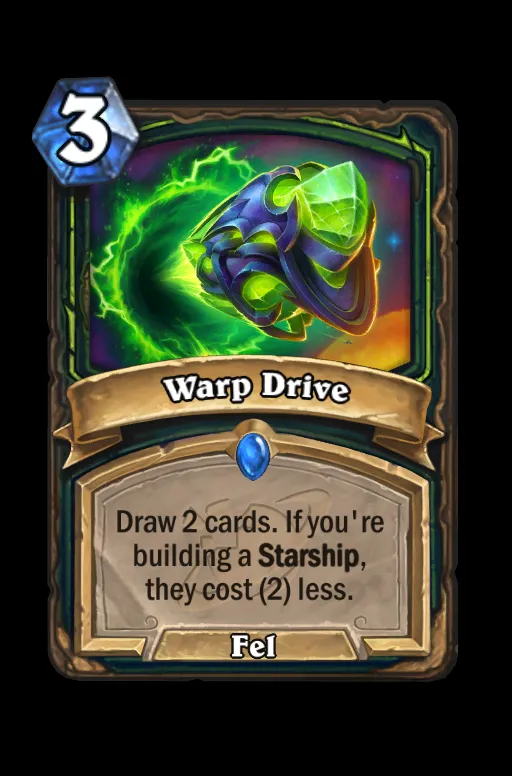 3
Warp Drive
Draw 2 cards. If you're
building a Starship,
they cost (2) less.
Fel